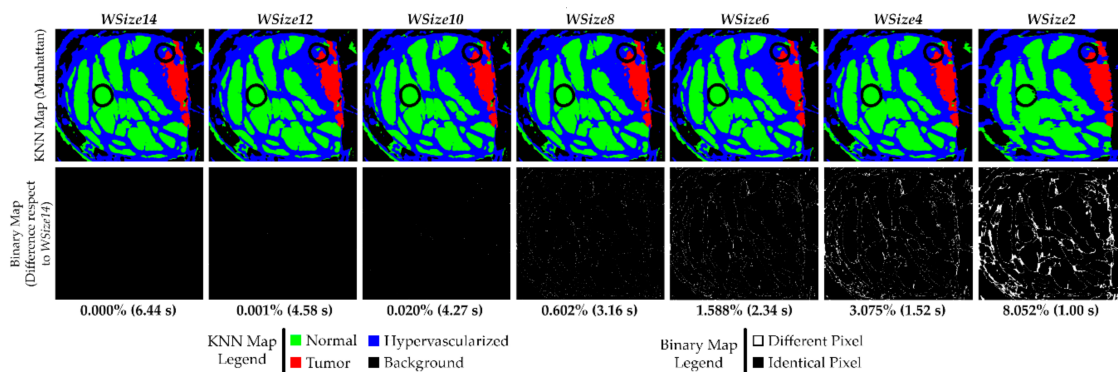 WSize14 WSize12 WSize10 WSize8 WSize6 WSize4 WSize2
KNN Map (Manhattan)
Binary Map
(Difference respect
to WSize14)
0.000% (6.44 s) 0.001% (4.58 s) 0.020% (4.27 s) 0.602% (3.16 s) 1.588% (2.34 s) 3.075% (1.52 s) 8.052% (1.00 s)
KNN Map
Legend
Normal Hypervascularized
Tumor Background
Binary Map
Legend
Different Pixel
Identical Pixel